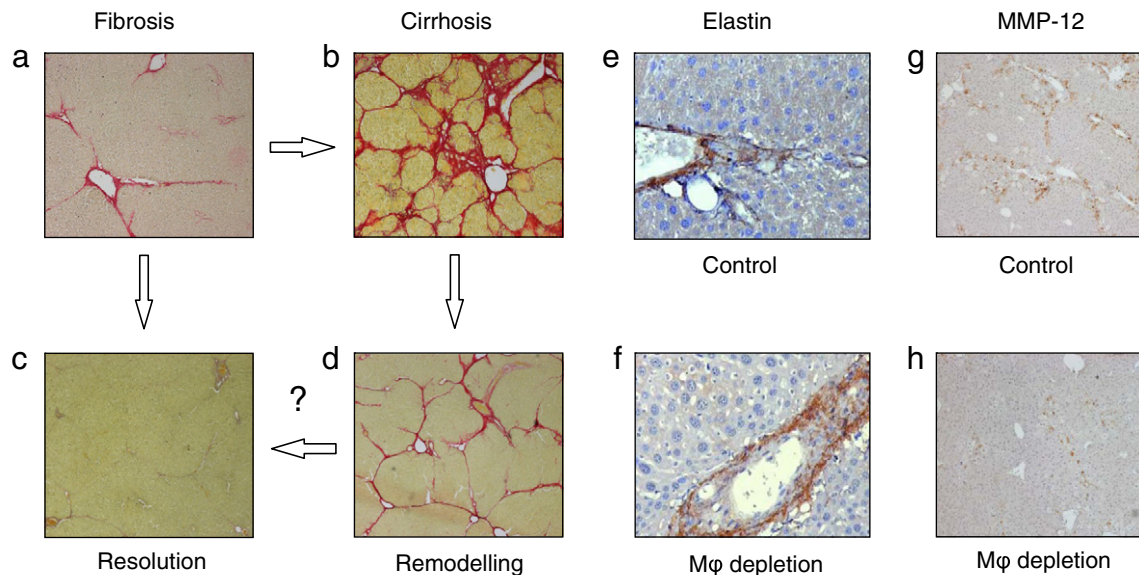 Fibrosis
Cirrhosis
Elastin
MMP-12
a
b
e
g
Control
Control
c
d
f
h
?
Resolution
Remodelling
Mφ depletion
Mφ depletion